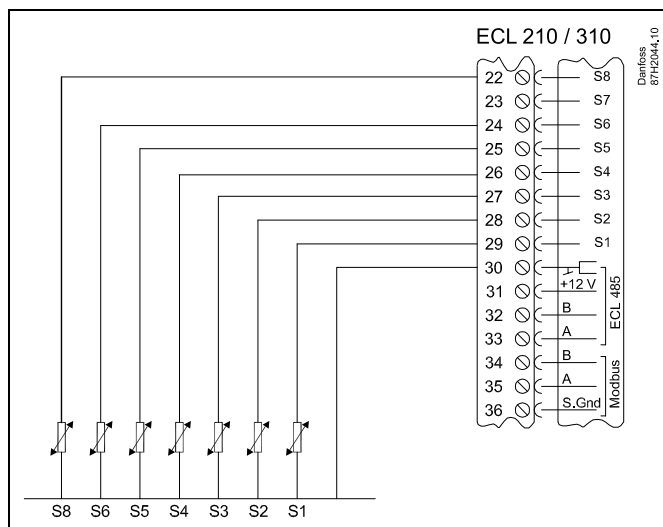 ECL 210 / 310
Danfoss
87H2044.10
22 S8
23 S7
24 S6
25 S5
26 S4
27 S3
28 S2
29 S1
30
31 +12 V
32 B
33 A
ECL 485
34 B
35 A
36 S.Gnd
Modbus
S8 S6 S5 S4 S3 S2 S1